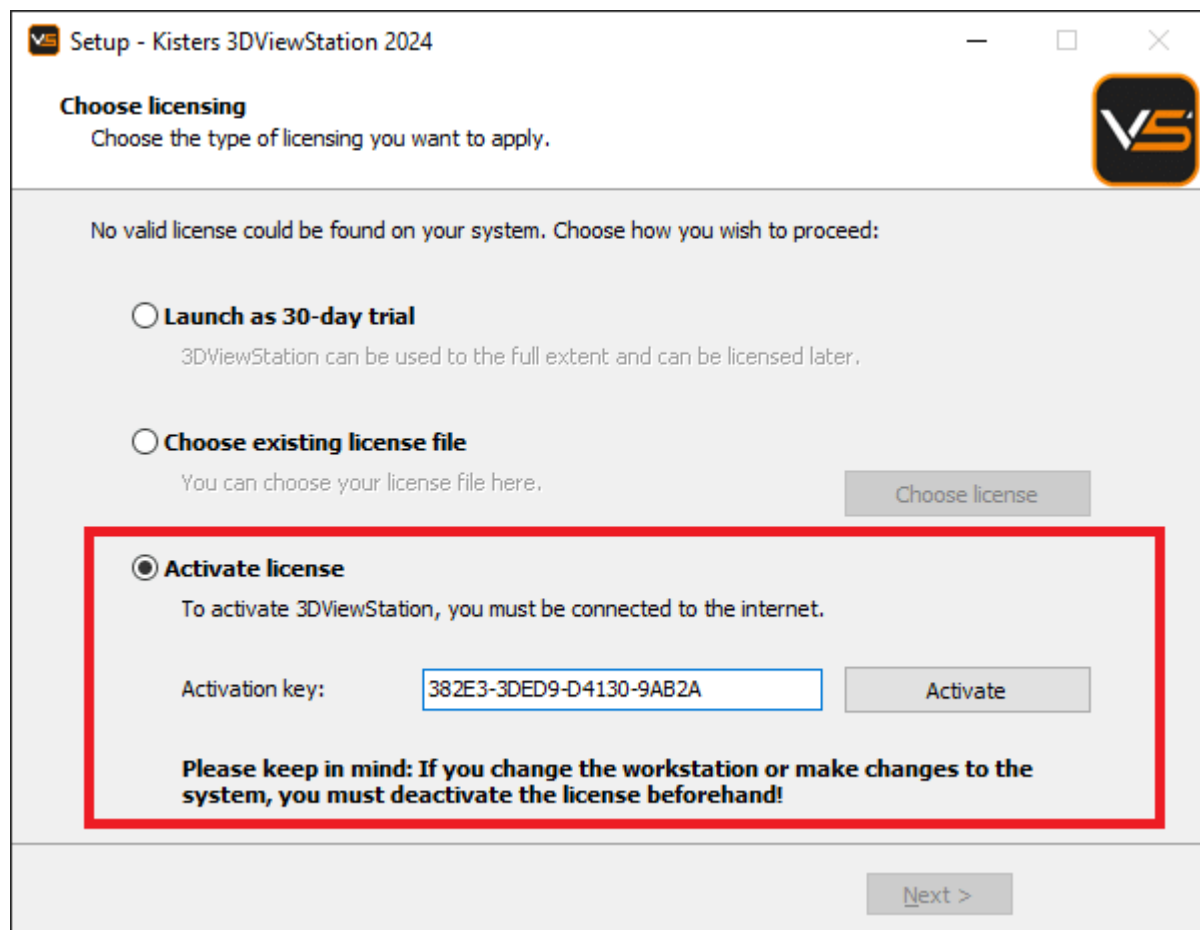 VS Setup - Kisters 3DViewStation 2024
Choose licensing
Choose the type of licensing you want to apply.
VS
No valid license could be found on your system. Choose how you wish to proceed:
Launch as 30-day trial
3DViewStation can be used to the full extent and can be licensed later.
Choose existing license file
You can choose your license file here.
Choose license
Activate license
To activate 3DViewStation, you must be connected to the internet.
Activation key: 382E3-3DED9-D4130-9AB2A Activate
Please keep in mind: If you change the workstation or make changes to the
system, you must deactivate the license beforehand!
Next >